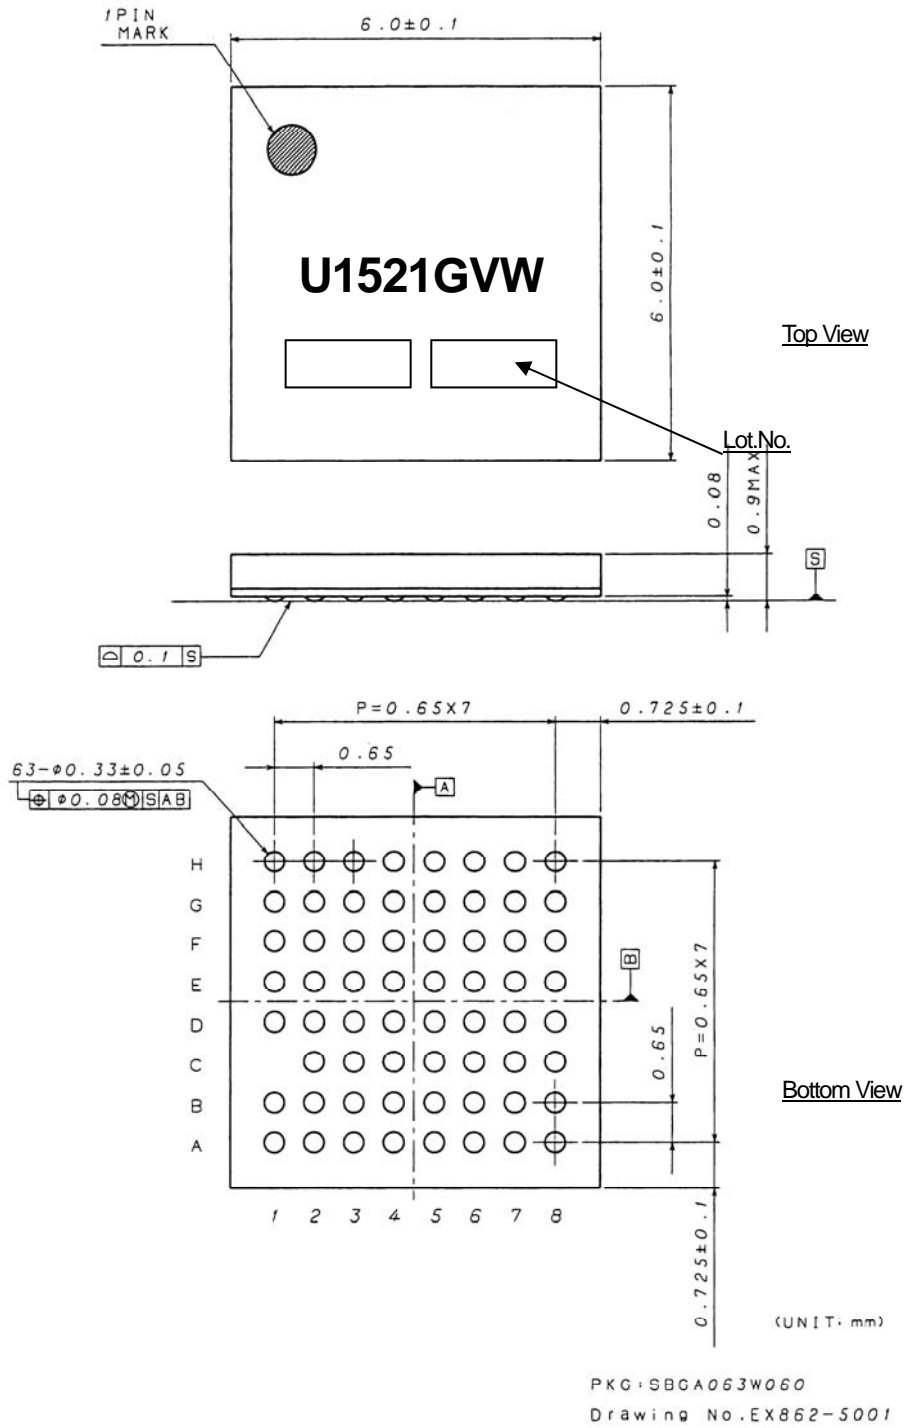 1PIN
MARK
6.0±0.1
6.0±0.1
U1521GVW
Top View
Lot.No.
0.08
0.9MAX
S
⌓ 0.1 S
P=0.65X7
0.725±0.1
0.65
63-φ0.33±0.05
⌖ φ0.08Ⓜ S A B
A
H
G
F
E
D
C
B
A
B
P=0.65X7
0.65
Bottom View
1 2 3 4 5 6 7 8
0.725±0.1
(UNIT: mm)
PKG:SBGA063W060
Drawing No.EX862-5001